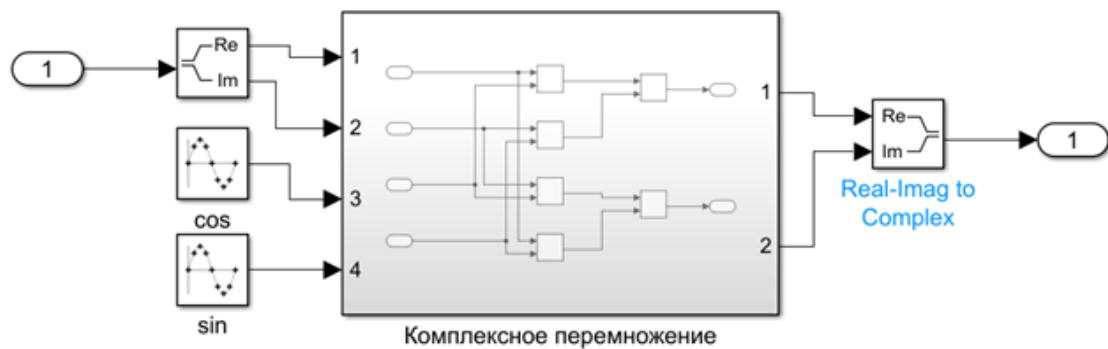 1
Re
Im
cos
sin
1
2
3
4
1
2
Комплексное перемножение
Re
Im
Real-Imag to
Complex
1